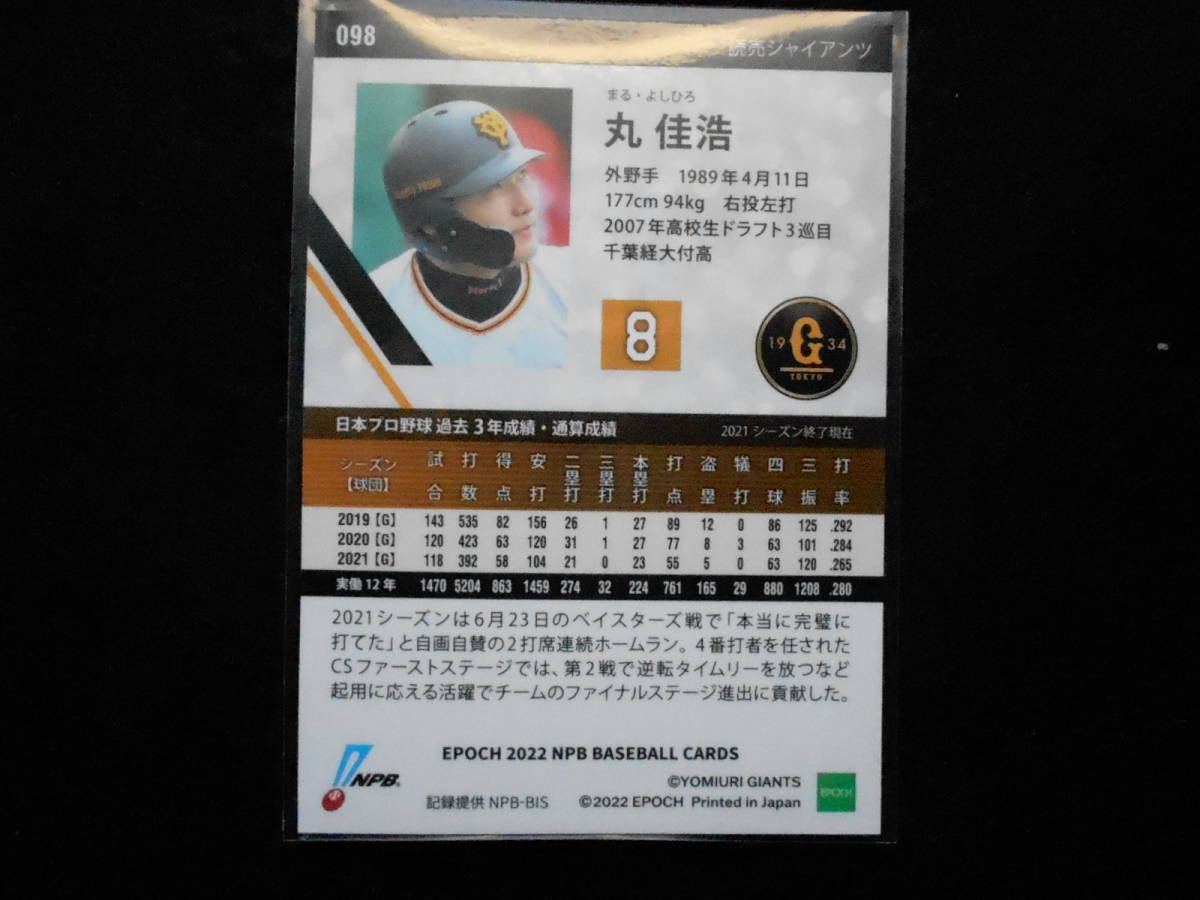 098
読売ジャイアンツ
まる・よしひろ
丸 佳浩
外野手 1989年4月11日
177cm 94kg 右投左打
2007年高校生ドラフト3巡目
千葉経大付高
8
19 G 34
TOKYO
日本プロ野球 過去3年成績・通算成績 2021シーズン終了現在
シーズン【球団】 試合 打数 得点 安打 二塁打 三塁打 本塁打 打点 盗塁 犠打 四球 三振 打率
2019【G】 143 535 82 156 26 1 27 89 12 0 86 125 .292
2020【G】 120 423 63 120 31 1 27 77 8 3 63 101 .284
2021【G】 118 392 58 104 21 0 23 55 5 0 63 120 .265
実働12年 1470 5204 863 1459 274 32 224 761 165 29 880 1208 .280
2021シーズンは6月23日のベイスターズ戦で「本当に完璧に
打てた」と自画自賛の2打席連続ホームラン。4番打者を任された
CSファーストステージでは、第2戦で逆転タイムリーを放つなど
起用に応える活躍でチームのファイナルステージ進出に貢献した。
EPOCH 2022 NPB BASEBALL CARDS
NPB
©YOMIURI GIANTS
記録提供 NPB-BIS ©2022 EPOCH Printed in Japan
EPOCH